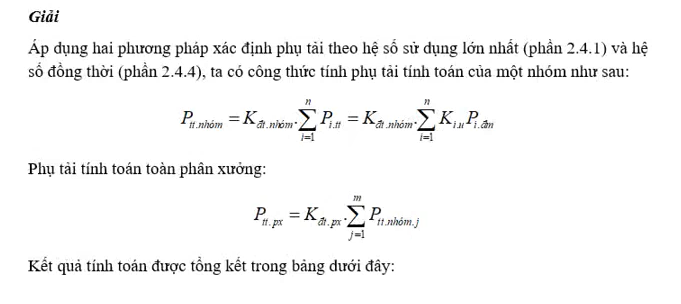 Giải
Áp dụng hai phương pháp xác định phụ tải theo hệ số sử dụng lớn nhất (phần 2.4.1) và hệ
số đồng thời (phần 2.4.4), ta có công thức tính phụ tải tính toán của một nhóm như sau:
P_{tt.nhóm} = K_{đt.nhóm}.∑_{i=1}^{n} P_{i.tt} = K_{đt.nhóm}.∑_{i=1}^{n} K_{i.u} P_{i.đm}
Phụ tải tính toán toàn phân xưởng:
P_{tt.px} = K_{đt.px}.∑_{j=1}^{m} P_{tt.nhóm.j}
Kết quả tính toán được tổng kết trong bảng dưới đây: